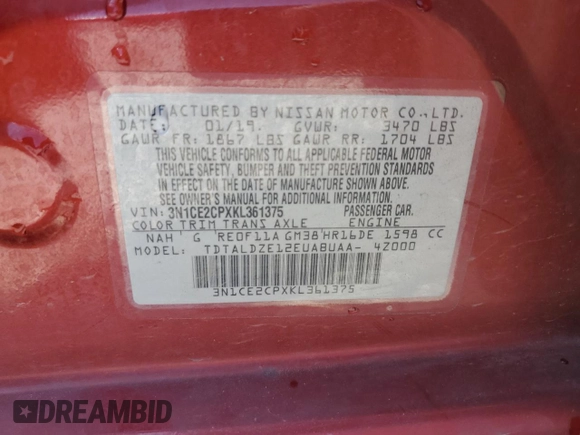 MANUFACTURED BY NISSAN MOTOR CO., LTD.
DATE: 01/19. GVWR: 3470 LBS
GAWR FR: 1867 LBS GAWR RR: 1704 LBS
THIS VEHICLE CONFORMS TO ALL APPLICABLE FEDERAL MOTOR
VEHICLE SAFETY, BUMPER AND THEFT PREVENTION STANDARDS
IN EFFECT ON THE DATE OF MANUFACTURE SHOWN ABOVE.
SEE OWNER'S MANUAL FOR ADDITIONAL INFORMATION.
VIN: 3N1CE2CPXKL361375 PASSENGER CAR.
COLOR TRIM TRANS AXLE ENGINE
NAH G RE0F11A GM38 HR16DE 1598 CC
MODEL: TDTALDZE12EUABUAA- 4Z000
3N1CE2CPXKL361375
DREAMBID